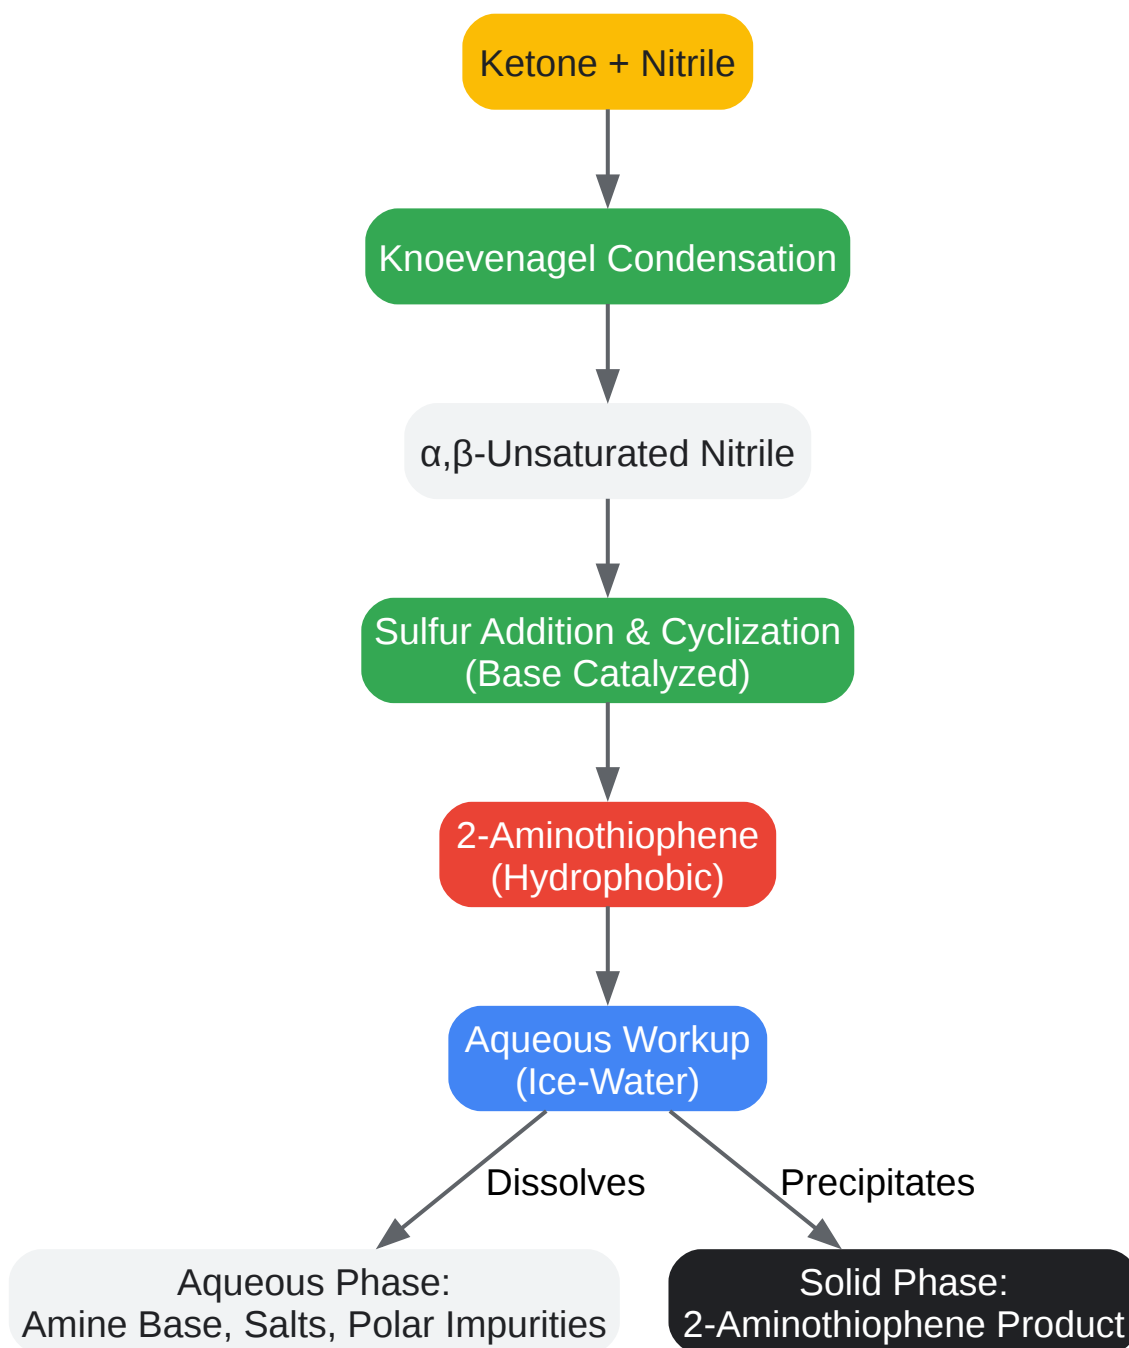 Ketone + Nitrile
Knoevenagel Condensation
α,β-Unsaturated Nitrile
Sulfur Addition & Cyclization
(Base Catalyzed)
2-Aminothiophene
(Hydrophobic)
Aqueous Workup
(Ice-Water)
Dissolves
Precipitates
Aqueous Phase:
Amine Base, Salts, Polar Impurities
Solid Phase:
2-Aminothiophene Product